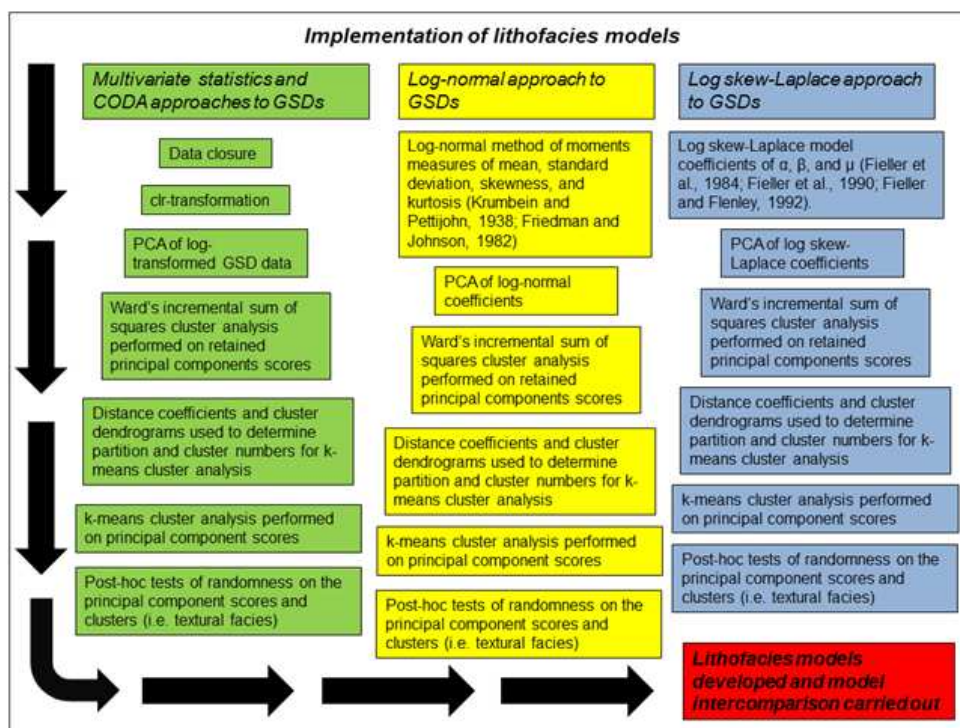 Implementation of lithofacies models
Multivariate statistics and
CODA approaches to GSDs
Data closure
clr-transformation
PCA of log-
transformed GSD data
Ward's incremental sum of
squares cluster analysis
performed on retained
principal components scores
Distance coefficients and cluster
dendrograms used to determine
partition and cluster numbers for k-
means cluster analysis
k-means cluster analysis performed
on principal component scores
Post-hoc tests of randomness on the
principal component scores and
clusters (i.e. textural facies)
Log-normal approach to
GSDs
Log-normal method of moments
measures of mean, standard
deviation, skewness, and
kurtosis (Krumbein and
Pettijohn, 1938; Friedman and
Johnson, 1982)
PCA of log-normal
coefficients
Ward's incremental sum of
squares cluster analysis
performed on retained
principal components scores
Distance coefficients and cluster
dendrograms used to determine
partition and cluster numbers for k-
means cluster analysis
k-means cluster analysis performed
on principal component scores
Post-hoc tests of randomness on the
principal component scores and
clusters (i.e. textural facies)
Log skew-Laplace approach
to GSDs
Log skew-Laplace model
coefficients of α, β, and μ (Fieller
et al., 1984; Fieller et al., 1990; Fieller
and Flenley, 1992).
PCA of log skew-
Laplace coefficients
Ward's incremental sum of
squares cluster analysis
performed on retained
principal components scores
Distance coefficients and cluster
dendrograms used to determine
partition and cluster numbers for k-
means cluster analysis
k-means cluster analysis performed
on principal component scores
Post-hoc tests of randomness on the
principal component scores and
clusters (i.e. textural facies)
Lithofacies models
developed and model
intercomparison carried out